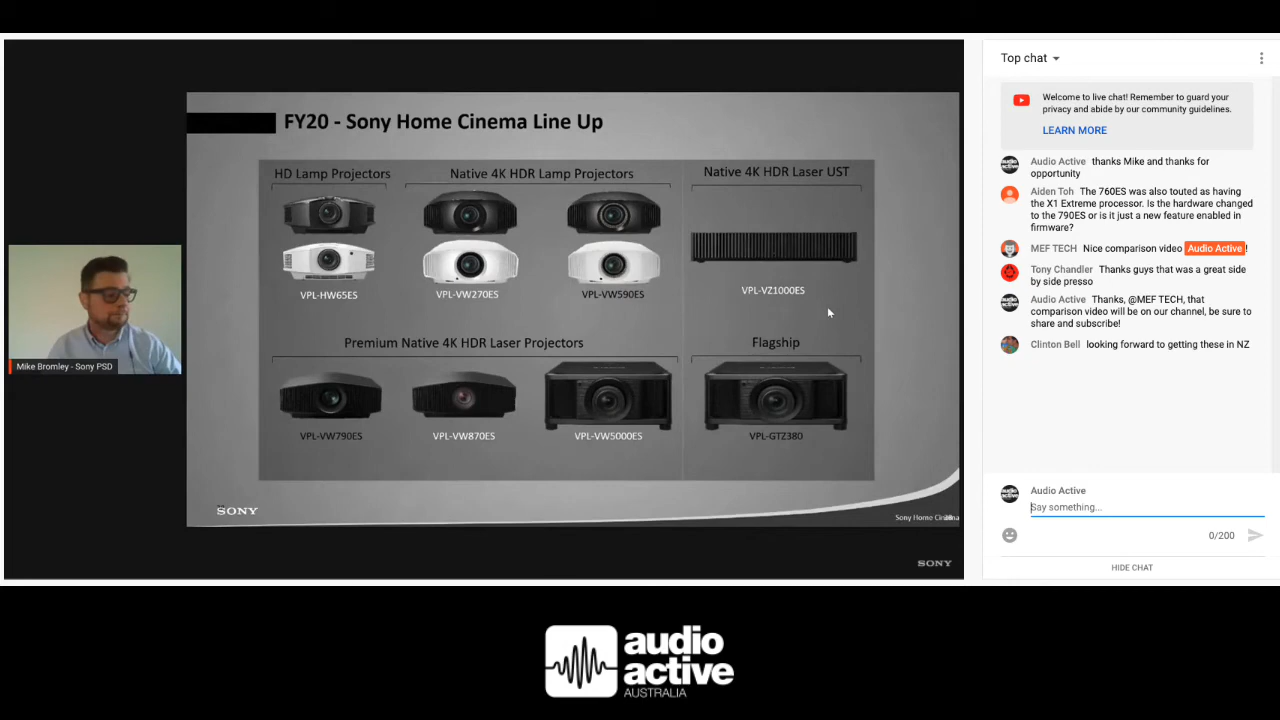 FY20 - Sony Home Cinema Line Up
HD Lamp Projectors
Native 4K HDR Lamp Projectors
Native 4K HDR Laser UST
VPL-HW65ES
VPL-VW270ES
VPL-VW590ES
VPL-VZ1000ES
Premium Native 4K HDR Laser Projectors
Flagship
VPL-VW790ES
VPL-VW870ES
VPL-VW5000ES
VPL-GTZ380
SONY
Sony Home Cinema
SONY
Mike Bromley - Sony PSD
Top chat
Welcome to live chat! Remember to guard your
privacy and abide by our community guidelines.
LEARN MORE
Audio Active thanks Mike and thanks for
opportunity
Aiden Toh The 760ES was also touted as having
the X1 Extreme processor. Is the hardware changed
to the 790ES or is it just a new feature enabled in
firmware?
MEF TECH Nice comparison video Audio Active !
Tony Chandler Thanks guys that was a great side
by side presso
Audio Active Thanks, @MEF TECH, that
comparison video will be on our channel, be sure to
share and subscribe!
Clinton Bell looking forward to getting these in NZ
Audio Active
Say something...
0/200
HIDE CHAT
audio
active
AUSTRALIA